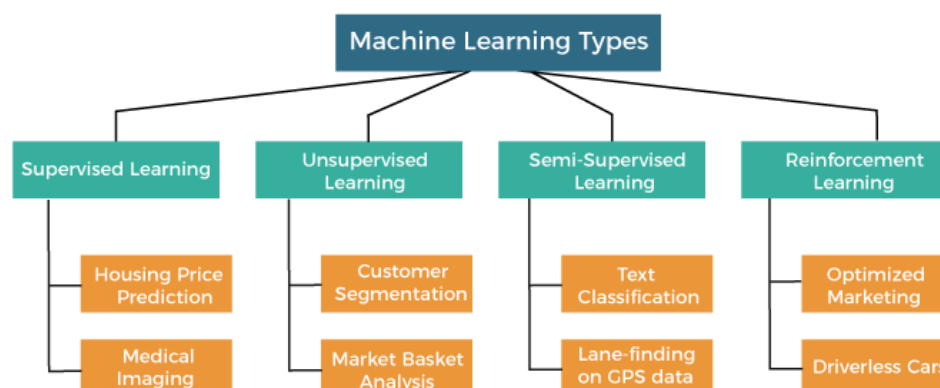 Machine Learning Types
Supervised Learning
Unsupervised
Learning
Semi-Supervised
Learning
Reinforcement
Learning
Housing Price
Prediction
Customer
Segmentation
Text
Classification
Optimized
Marketing
Medical
Imaging
Market Basket
Analysis
Lane-finding
on GPS data
Driverless Cars